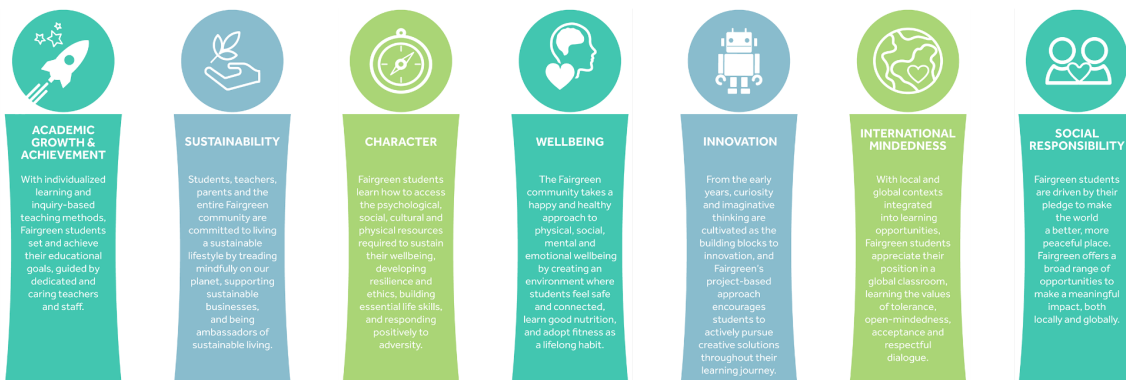 ACADEMIC
GROWTH &
ACHIEVEMENT
With individualized
learning and
inquiry-based
teaching methods,
Fairgreen students
set and achieve
their educational
goals, guided by
dedicated and
caring teachers
and staff.
SUSTAINABILITY
Students, teachers,
parents and the
entire Fairgreen
community are
committed to living
a sustainable
lifestyle by treading
mindfully on our
planet, supporting
sustainable
businesses,
and being
ambassadors of
sustainable living.
CHARACTER
Fairgreen students
learn how to access
the psychological,
social, cultural and
physical resources
required to sustain
their wellbeing,
developing
resilience and
ethics, building
essential life skills,
and responding
positively to
adversity.
WELLBEING
The Fairgreen
community takes a
happy and healthy
approach to
physical, social,
mental and
emotional wellbeing
by creating an
environment where
students feel safe
and connected,
learn good nutrition,
and adopt fitness as
a lifelong habit.
INNOVATION
From the early
years, curiosity
and imaginative
thinking are
cultivated as the
building blocks to
innovation, and
Fairgreen's
project-based
approach
encourages
students to
actively pursue
creative solutions
throughout their
learning journey.
INTERNATIONAL
MINDEDNESS
With local and
global contexts
integrated
into learning
opportunities,
Fairgreen students
appreciate their
position in a
global classroom,
learning the values
of tolerance,
open-mindedness,
acceptance and
respectful
dialogue.
SOCIAL
RESPONSIBILITY
Fairgreen students
are driven by their
pledge to make
the world
a better, more
peaceful place.
Fairgreen offers a
broad range of
opportunities to
make a meaningful
impact, both
locally and globally.